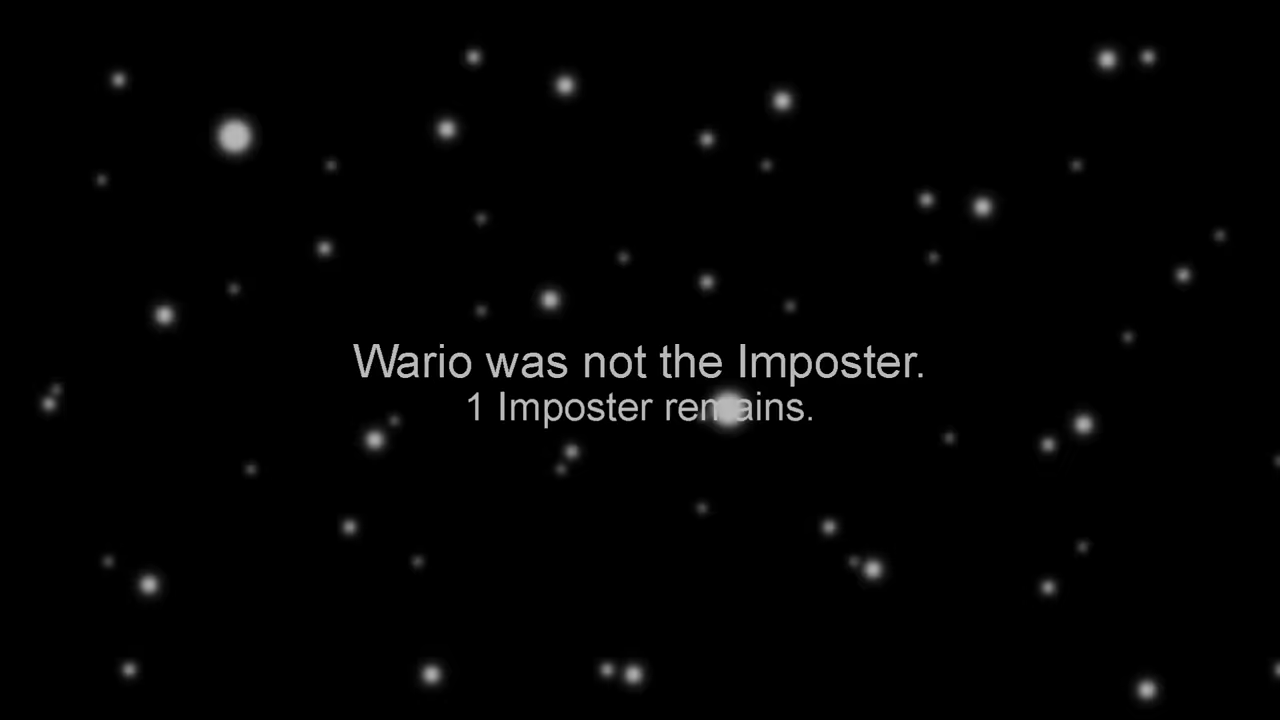 Wario was not the Imposter.
1 Imposter remains.